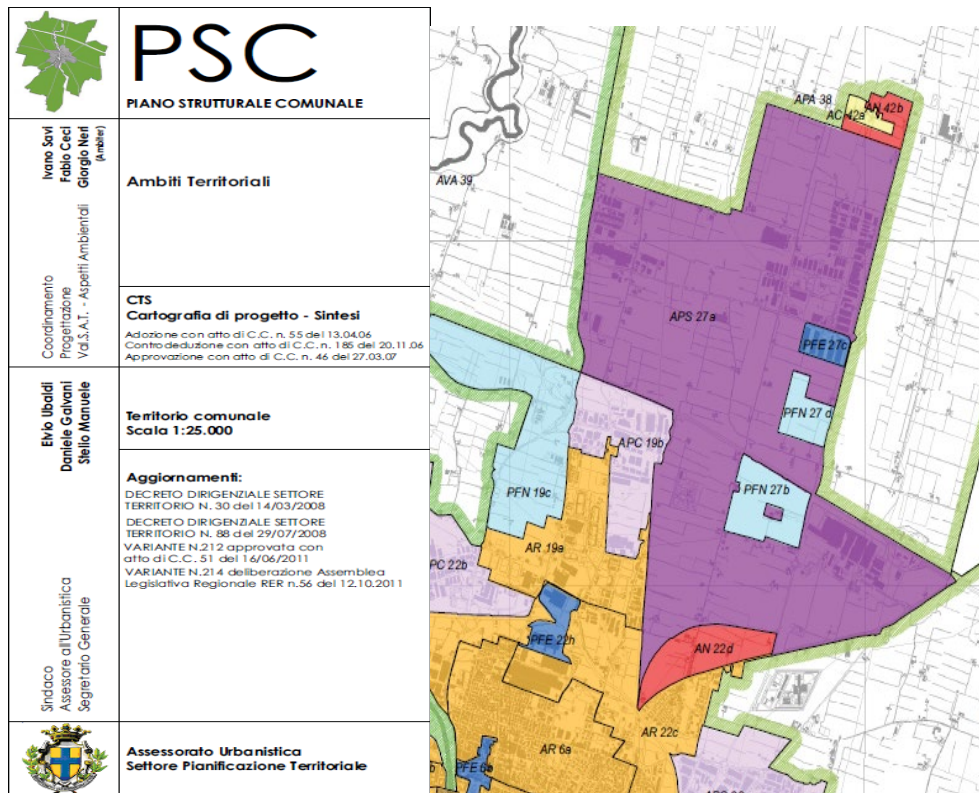 PSC
PIANO STRUTTURALE COMUNALE
Ivano Savi
Fabio Ceci
Giorgio Neri
(Ambiter)
Coordinamento
Progettazione
Val.S.A.T. - Aspetti Ambientali
Ambiti Territoriali
CTS
Cartografia di progetto - Sintesi
Adozione con atto di C.C. n. 55 del 13.04.06
Controdeduzione con atto di C.C. n. 185 del 20.11.06
Approvazione con atto di C.C. n. 46 del 27.03.07
Elvio Ubaldi
Daniele Galvani
Stelio Manuele
Sindaco
Assessore all'Urbanistica
Segretario Generale
Territorio comunale
Scala 1:25.000
Aggiornamenti:
DECRETO DIRIGENZIALE SETTORE
TERRITORIO N. 30 del 14/03/2008
DECRETO DIRIGENZIALE SETTORE
TERRITORIO N. 88 del 29/07/2008
VARIANTE N.212 approvata con
atto di C.C. 51 del 16/06/2011
VARIANTE N.214 deliberazione Assemblea
Legislativa Regionale RER n.56 del 12.10.2011
Assessorato Urbanistica
Settore Pianificazione Territoriale
APA 38
AN 42b
AC 42a
AVA 39
APS 27a
PFE 27c
PFN 27 d
APC 19b
PFN 19c
PFN 27b
AR 19a
PC 22b
PFE 22h
AN 22d
AR 22c
AR 6a
PFE 6b